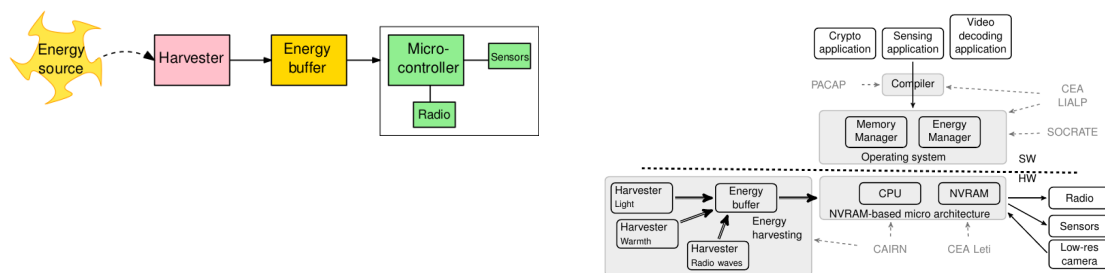 Energy
source
Harvester
Energy
buffer
Micro-
controller
Sensors
Radio
Crypto
application
Sensing
application
Video
decoding
application
PACAP
Compiler
CEA
LIALP
Memory
Manager
Energy
Manager
SOCRATE
Operating system
SW
HW
Harvester
Light
Energy
buffer
CPU
NVRAM
Radio
NVRAM-based micro architecture
Harvester
Warmth
Energy
harvesting
Sensors
Harvester
Radio waves
CAIRN
CEA Leti
Low-res
camera